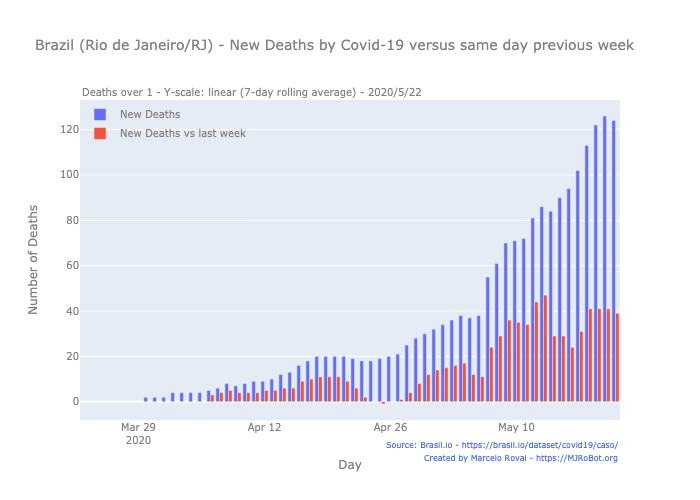 Brazil (Rio de Janeiro/RJ) - New Deaths by Covid-19 versus same day previous week
Deaths over 1 - Y-scale: linear (7-day rolling average) - 2020/5/22
New Deaths
New Deaths vs last week
120
100
80
60
40
20
0
Number of Deaths
Mar 29
2020
Apr 12
Apr 26
May 10
Day
Source: Brasil.io - https://brasil.io/dataset/covid19/caso/
Created by Marcelo Rovai - https://MJRoBot.org